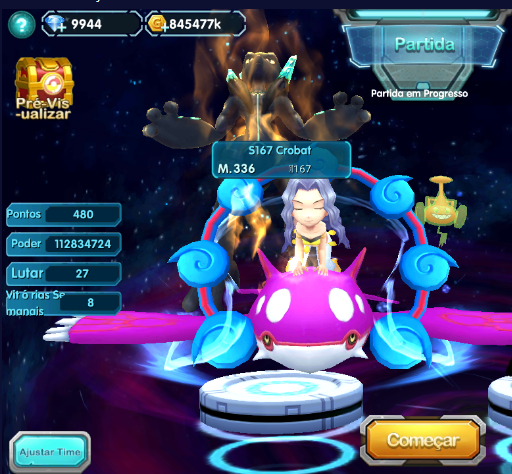 ?
9944
.845477k
Partida
Partida em Progresso
Pré-Vis
-ualizar
S167 Crobat
M.336
1167
Pontos 480
Poder 112834724
Lutar 27
Vit ó rias Se
manais 8
Ajustar Time
Começar